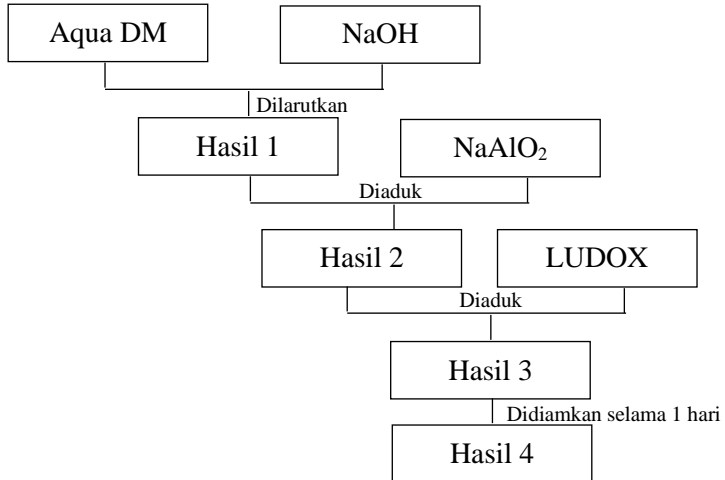 Aqua DM
NaOH
Dilarutkan
Hasil 1
NaAlO₂
Diaduk
Hasil 2
LUDOX
Diaduk
Hasil 3
Didiamkan selama 1 hari
Hasil 4